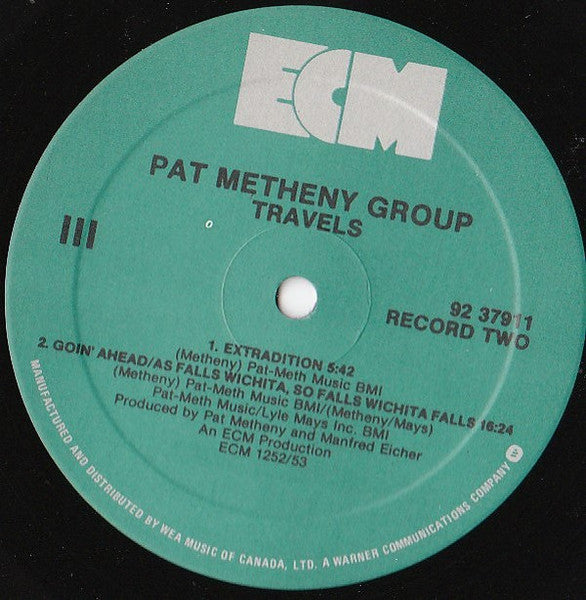 ECM
PAT METHENY GROUP
TRAVELS
III
92 37911
RECORD TWO
1. EXTRADITION 5:42
(Metheny) Pat-Meth Music BMI
2. GOIN' AHEAD/AS FALLS WICHITA, SO FALLS WICHITA FALLS 16:24
(Metheny) Pat-Meth Music BMI/(Metheny/Mays)
Pat-Meth Music/Lyle Mays Inc. BMI
Produced by Pat Metheny and Manfred Eicher
An ECM Production
ECM 1252/53
MANUFACTURED AND DISTRIBUTED BY WEA MUSIC OF CANADA, LTD. A WARNER COMMUNICATIONS COMPANY